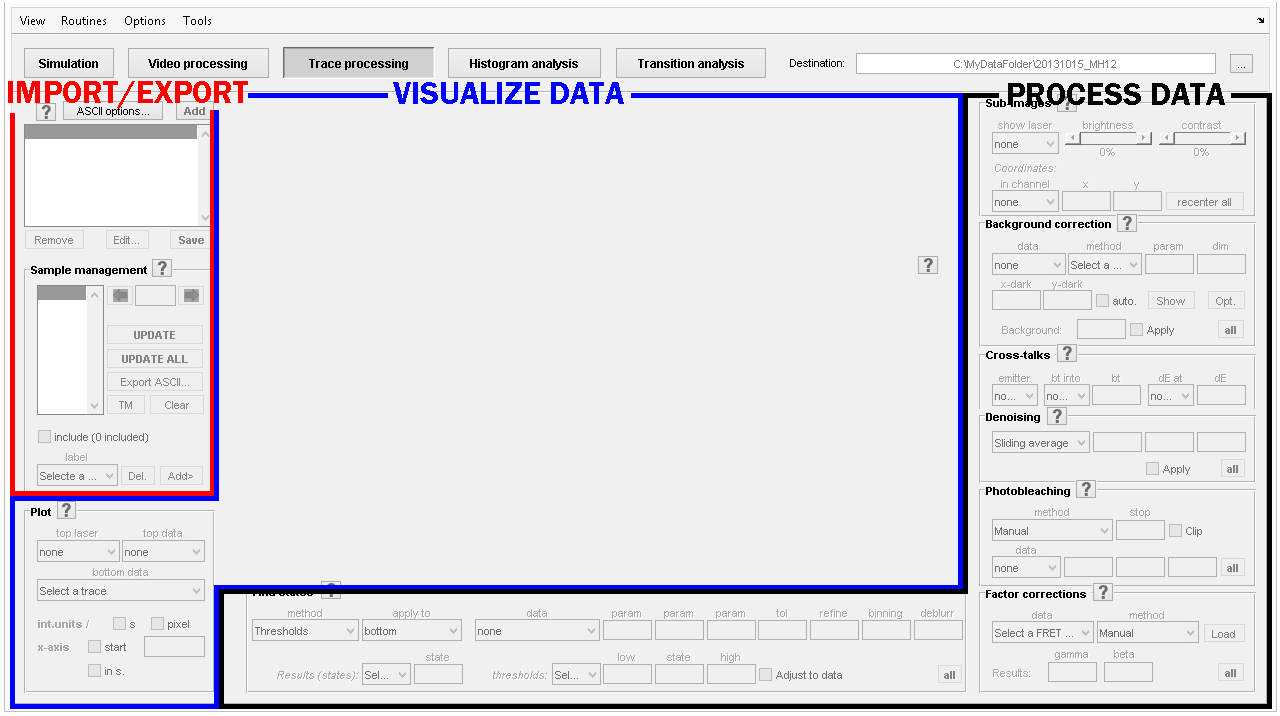 View Routines Options Tools
Simulation Video processing Trace processing Histogram analysis Transition analysis Destination: C:\MyDataFolder\20131015_MH12 ...
IMPORT/EXPORT VISUALIZE DATA PROCESS DATA
? ASCII options... Add
Remove Edit... Save
Sample management ?
UPDATE
UPDATE ALL
Export ASCII...
TM Clear
include (0 included)
label
Selecte a ... Del. Add>
Plot ?
top laser top data
none none
bottom data
Select a trace
int.units / s pixel
x-axis start
in s.
?
Find states ?
method apply to data param param param tol refine binning deblurr
Thresholds bottom none
state low state high
Results (states): Sel... thresholds: Sel... Adjust to data all
Sub-images ?
show laser brightness contrast
none 0% 0%
Coordinates:
in channel x y
none recenter all
Background correction ?
data method param dim
none Select a ...
x-dark y-dark
auto. Show Opt.
Background: Apply all
Cross-talks ?
emitter bt into bt dE at dE
no... no... no...
Denoising ?
Sliding average
Apply all
Photobleaching ?
method stop
Manual Clip
data
none all
Factor corrections ?
data method
Select a FRET ... Manual Load
gamma beta
Results: all